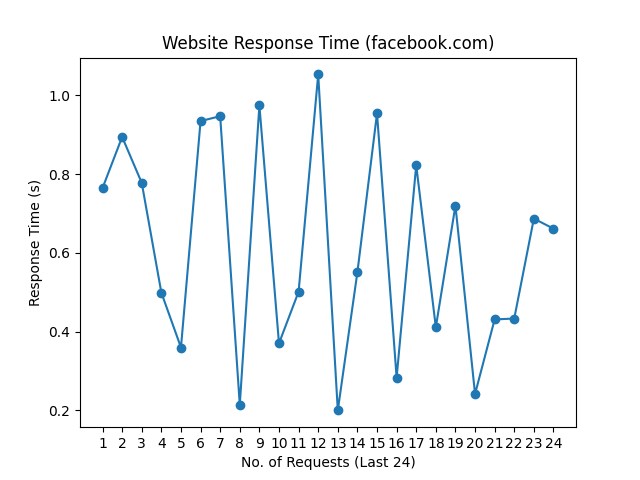 Website Response Time (facebook.com)
Response Time (s)
1.0
0.8
0.6
0.4
0.2
1 2 3 4 5 6 7 8 9 10 11 12 13 14 15 16 17 18 19 20 21 22 23 24
No. of Requests (Last 24)